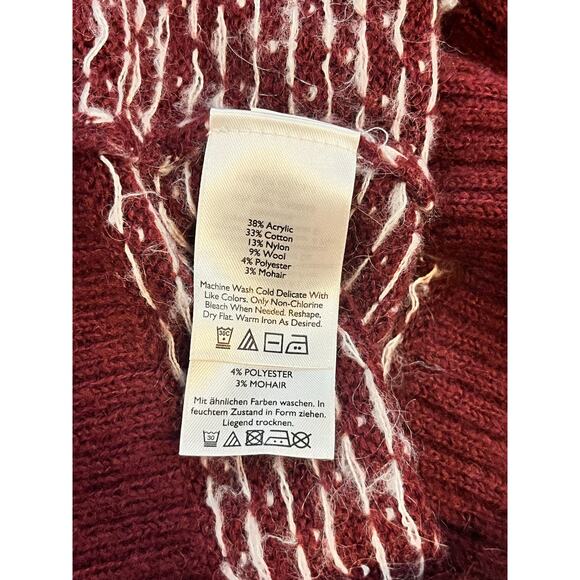 38% Acrylic
33% Cotton
13% Nylon
9% Wool
4% Polyester
3% Mohair
Machine Wash Cold Delicate With
Like Colors. Only Non-Chlorine
Bleach When Needed. Reshape,
Dry Flat. Warm Iron As Desired.
30C
4% POLYESTER
3% MOHAIR
Mit ähnlichen Farben waschen. In
feuchtem Zustand in Form ziehen.
Liegend trocknen.
30